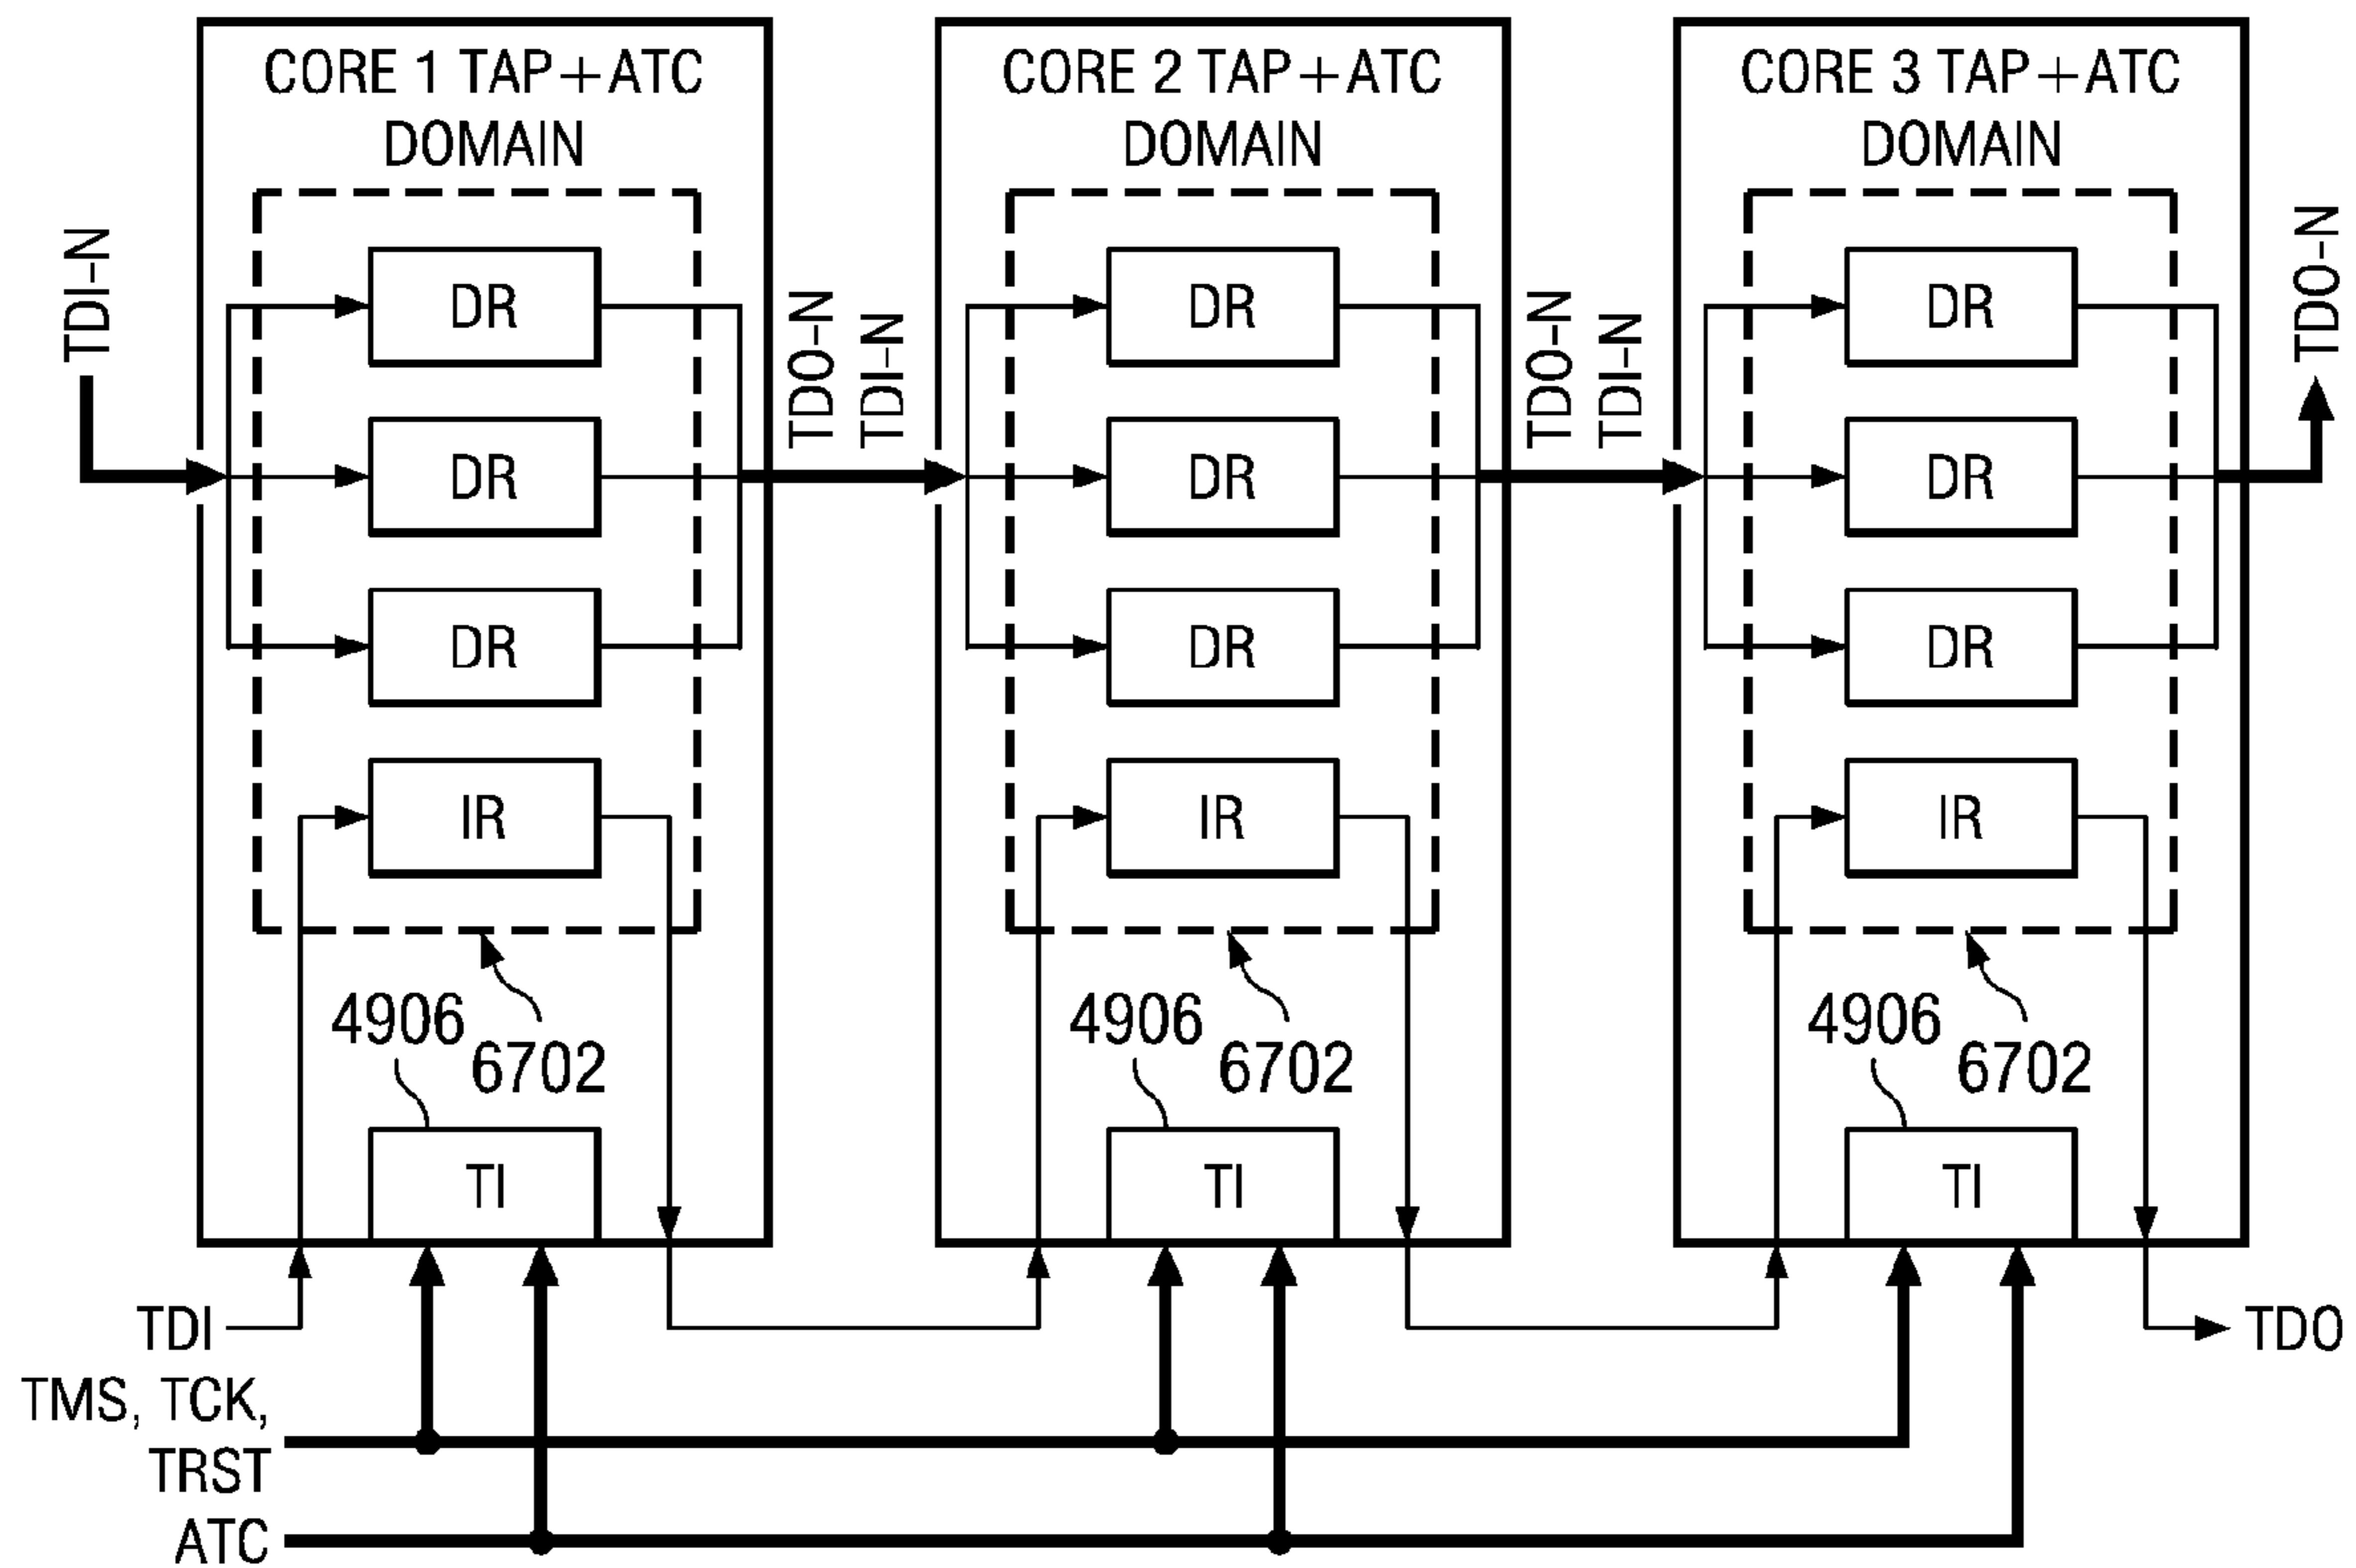 CORE 1 TAP+ATC
DOMAIN
CORE 2 TAP+ATC
DOMAIN
CORE 3 TAP+ATC
DOMAIN
TDI-N
DR
DR
DR
IR
TDO-N
TDI-N
DR
DR
DR
IR
TDO-N
TDI-N
DR
DR
DR
IR
TDO-N
4906
6702
TI
4906
6702
TI
4906
6702
TI
TDI
TDO
TMS, TCK,
TRST
ATC